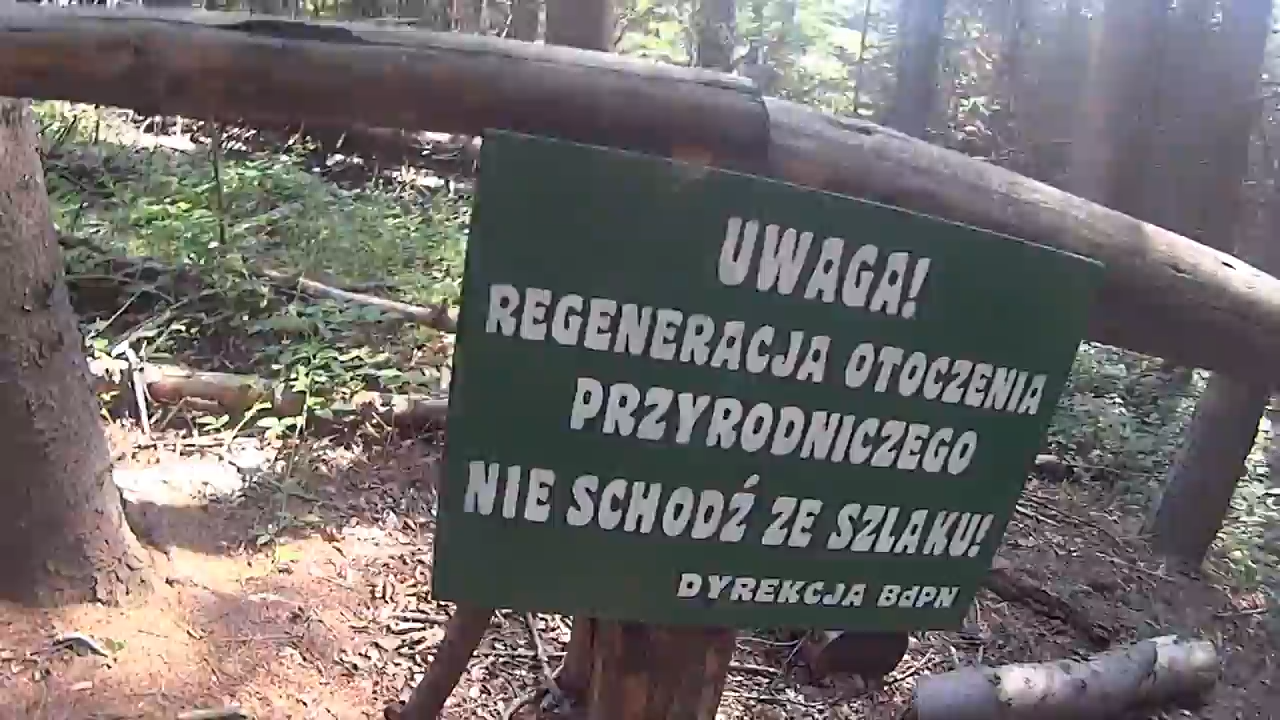 UWAGA!
REGENERACJA OTOCZENIA
PRZYRODNICZEGO
NIE SCHODŹ ZE SZLAKU!
DYREKCJA BdPN